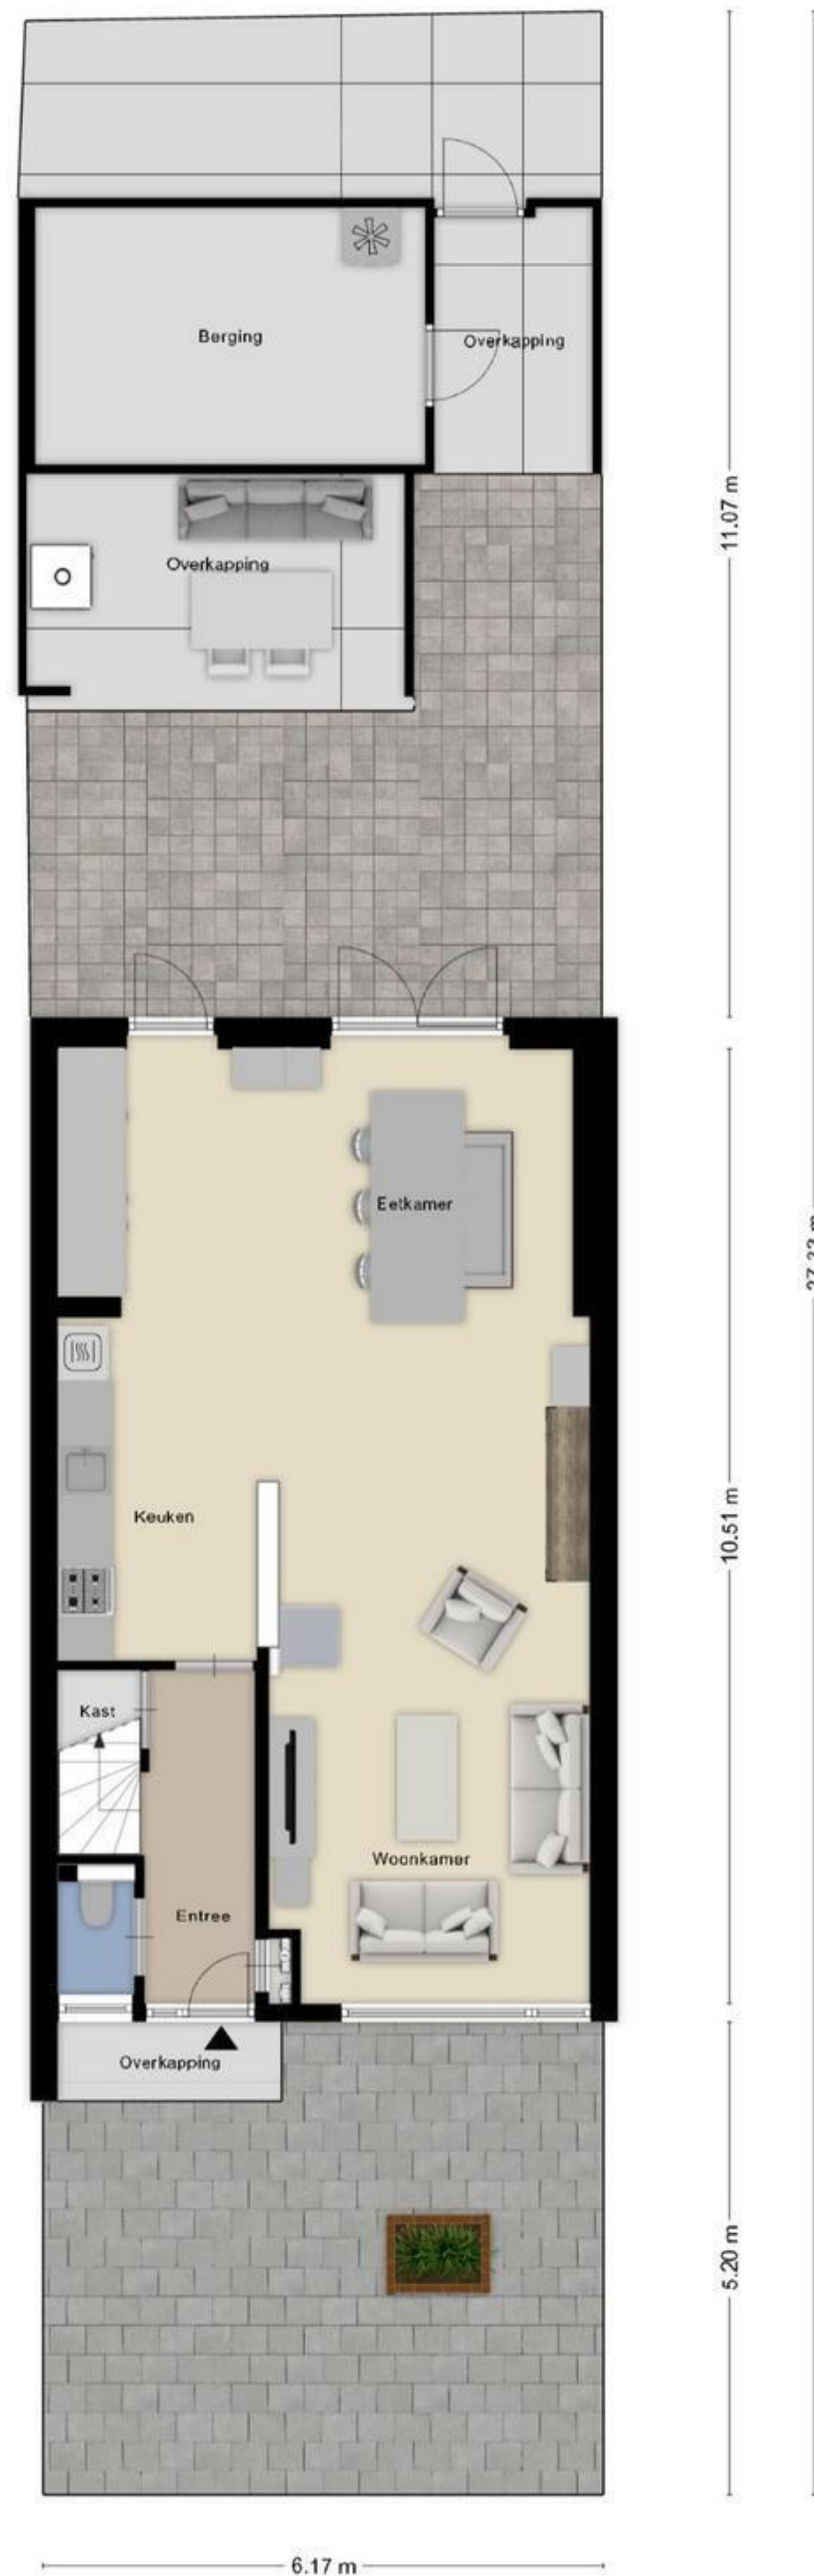 Berging
Overkapping
11.07 m
Overkapping
Eetkamer
10.51 m
Keuken
Kast
Woonkamer
Entree
Overkapping
5.20 m
6.17 m